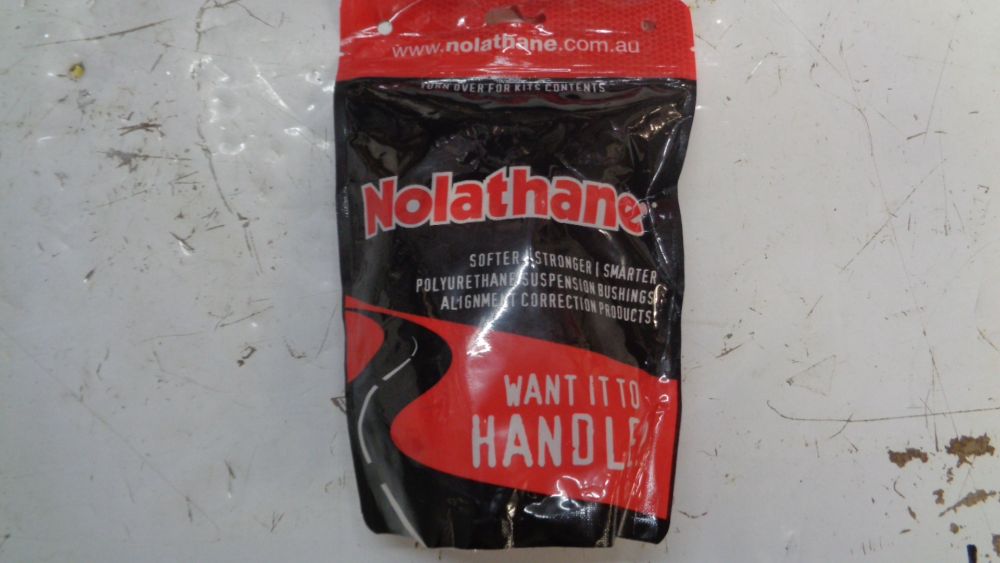 www.nolathane.com.au
TURN OVER FOR KITS CONTENTS
Nolathane
SOFTER | STRONGER | SMARTER
POLYURETHANE SUSPENSION BUSHINGS
ALIGNMENT CORRECTION PRODUCTS
WANT IT TO
HANDLE